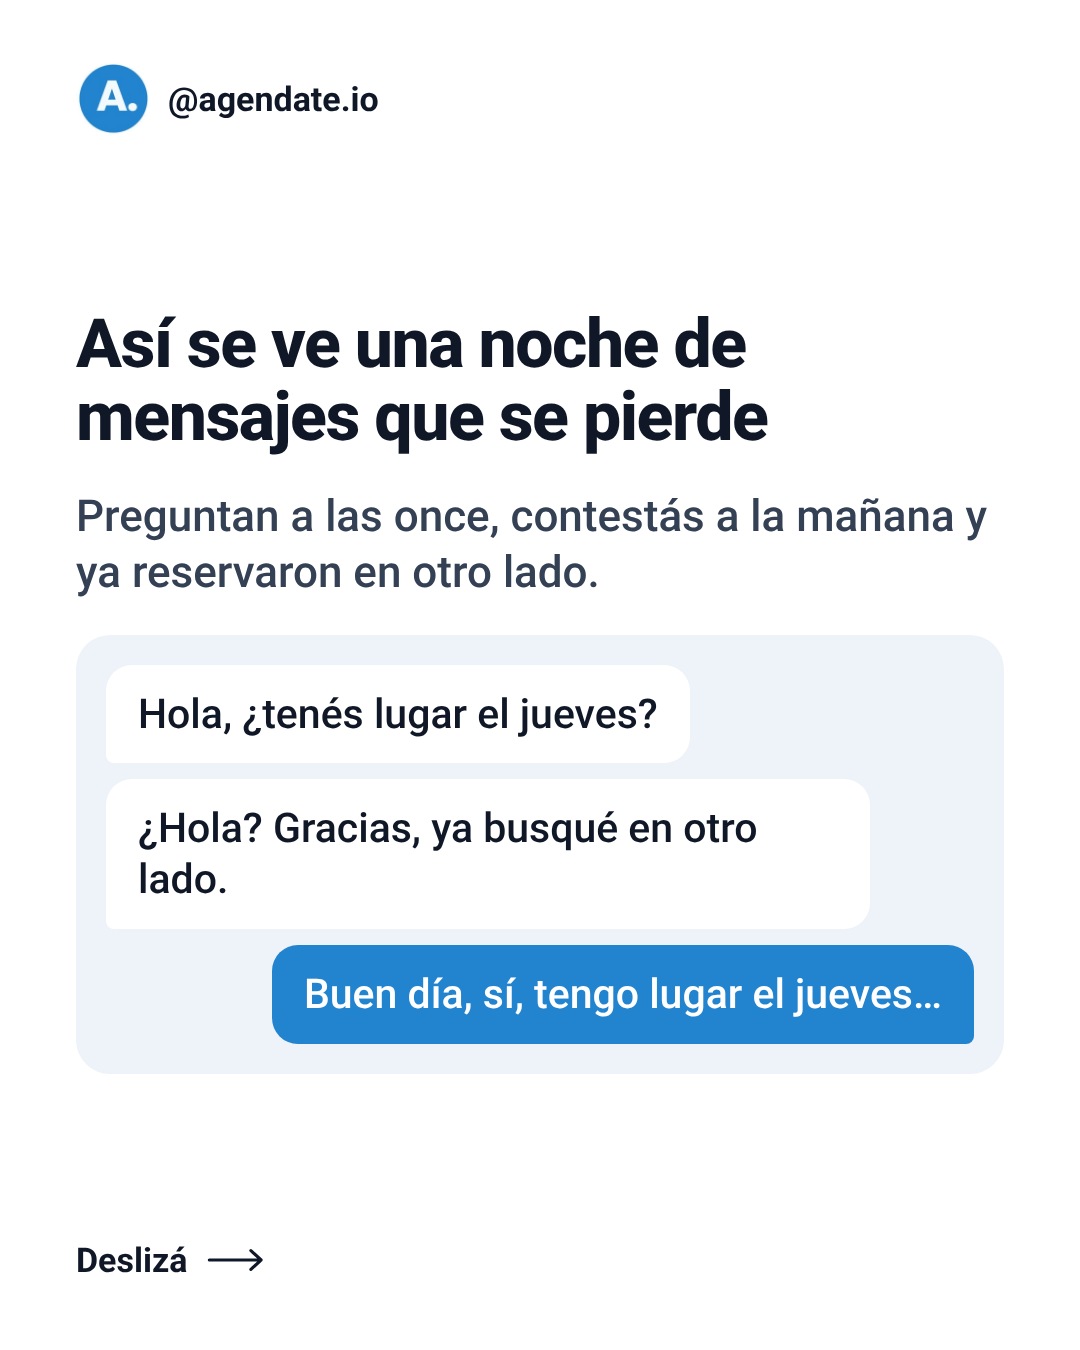 A.
@agendate.io
Así se ve una noche de
mensajes que se pierde
Preguntan a las once, contestás a la mañana y
ya reservaron en otro lado.
Hola, ¿tenés lugar el jueves?
¿Hola? Gracias, ya busqué en otro
lado.
Buen día, sí, tengo lugar el jueves...
Deslizá